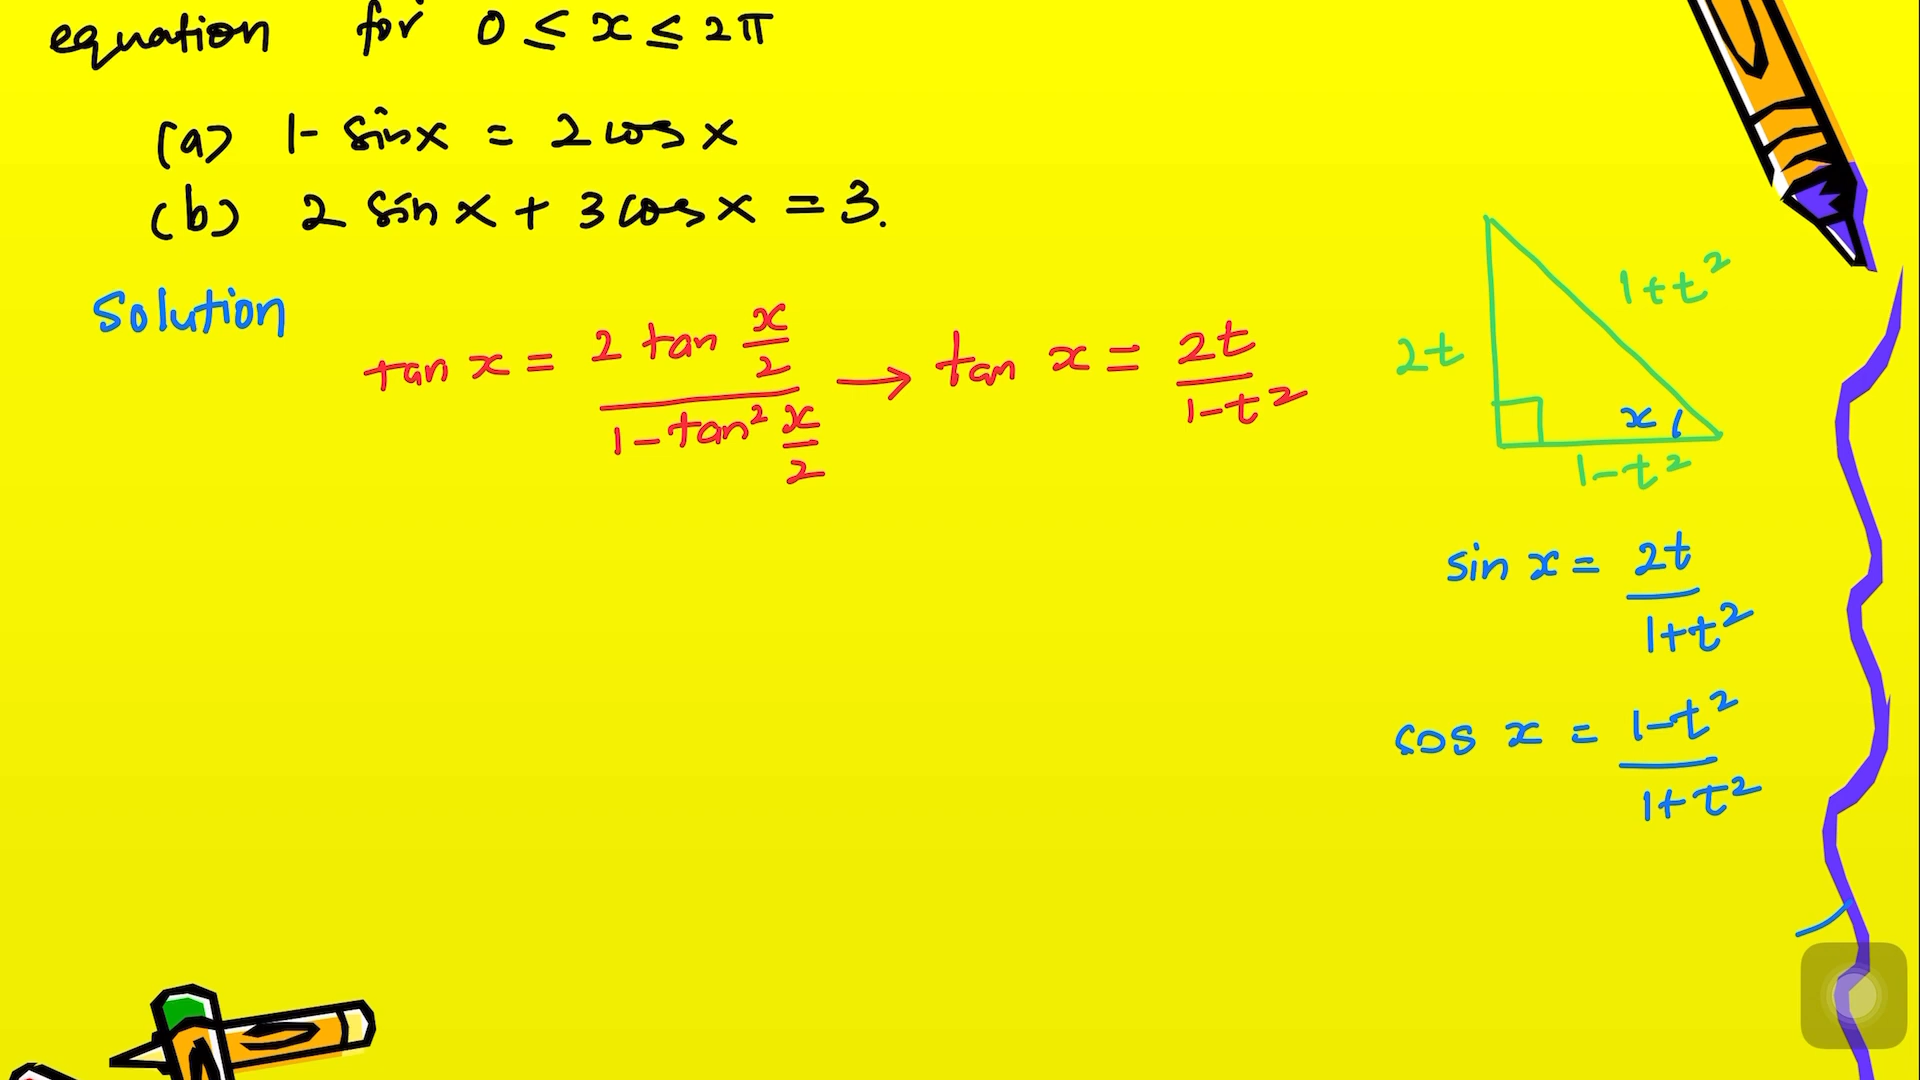 equation for 0 ≤ x ≤ 2π
(a) 1 - sin x = 2 cos x
(b) 2 sin x + 3 cos x = 3.
Solution
tan x = (2 tan x/2)/(1 - tan² x/2) → tan x = 2t/(1-t²)
1+t²
2t
x
1-t²
sin x = 2t/(1+t²)
cos x = (1-t²)/(1+t²)